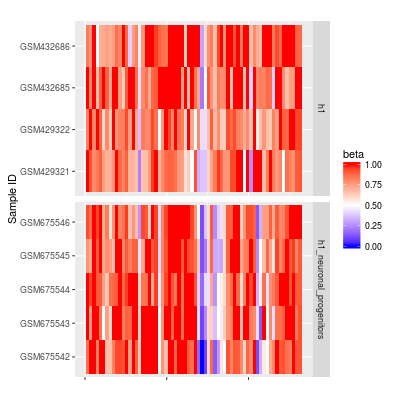 GSM432686
GSM432685
GSM429322
GSM429321
h1
GSM675546
GSM675545
GSM675544
GSM675543
GSM675542
h1_neuronal_progenitors
Sample ID
beta
1.00
0.75
0.50
0.25
0.00